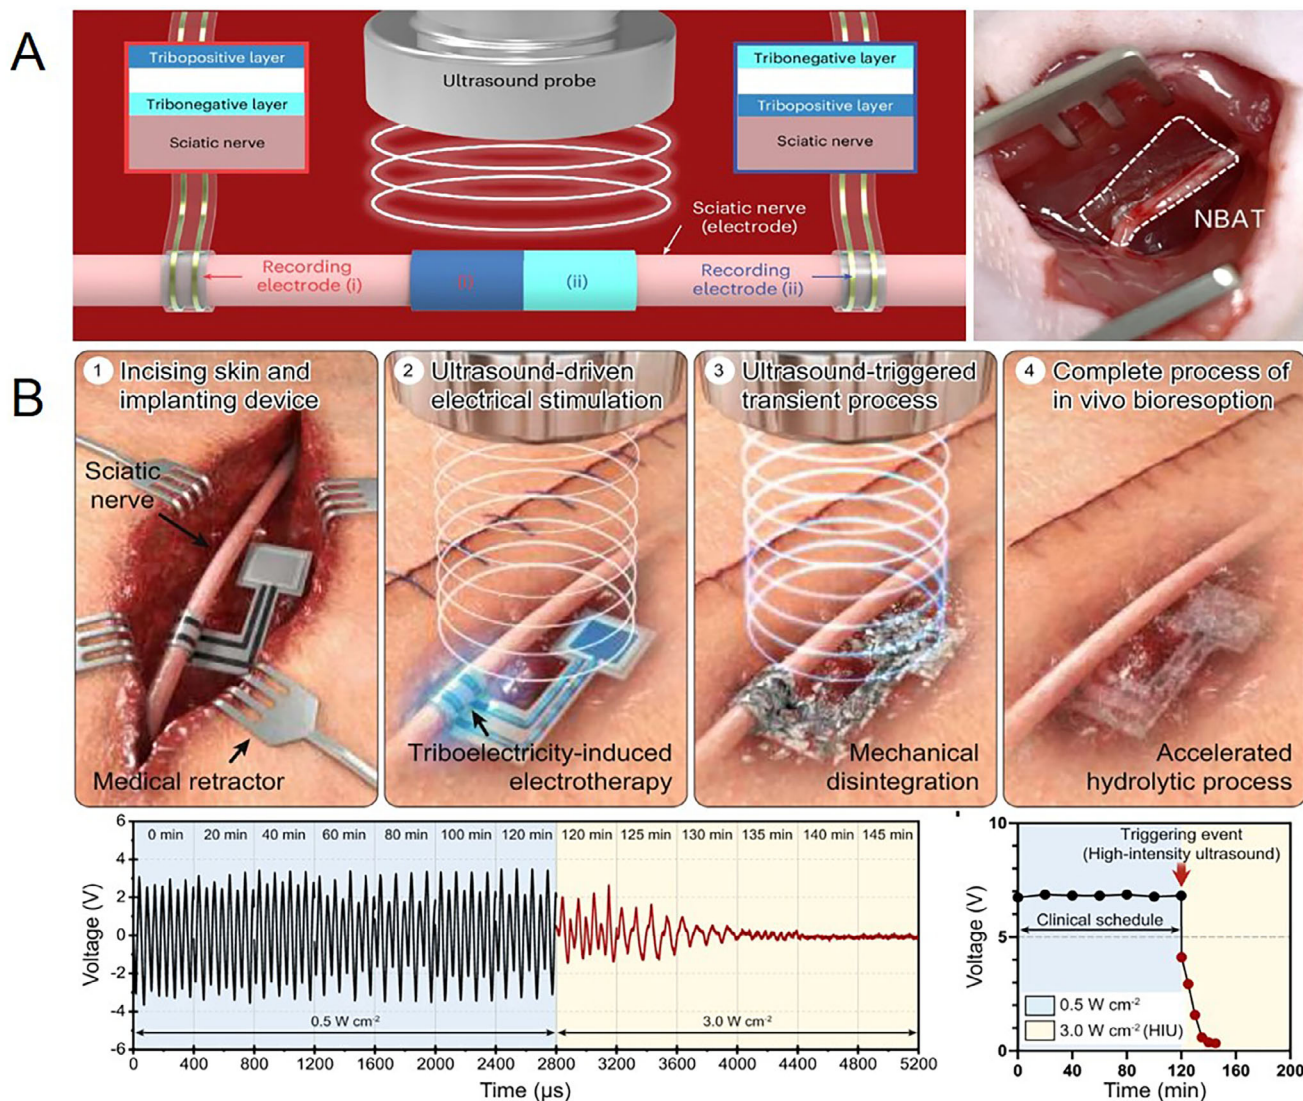 A
Tribopositive layer
Tribonegative layer
Sciatic nerve
Ultrasound probe
Tribonegative layer
Tribopositive layer
Sciatic nerve
Sciatic nerve
(electrode)
Recording
electrode (i)
(i)
(ii)
Recording
electrode (ii)
NBAT
B
1 Incising skin and
implanting device
Sciatic
nerve
Medical retractor
2 Ultrasound-driven
electrical stimulation
Triboelectricity-induced
electrotherapy
3 Ultrasound-triggered
transient process
Mechanical
disintegration
4 Complete process of
in vivo bioresoption
Accelerated
hydrolytic process
Voltage (V)
6
4
2
0
-2
-4
-6
0 min 20 min 40 min 60 min 80 min 100 min 120 min 120 min 125 min 130 min 135 min 140 min 145 min
0.5 W cm-2
3.0 W cm-2
0 400 800 1200 1600 2000 2400 2800 3200 3600 4000 4400 4800 5200
Time (µs)
Voltage (V)
10
5
0
Triggering event
(High-intensity ultrasound)
Clinical schedule
0.5 W cm-2
3.0 W cm-2 (HIU)
0 40 80 120 160 200
Time (min)